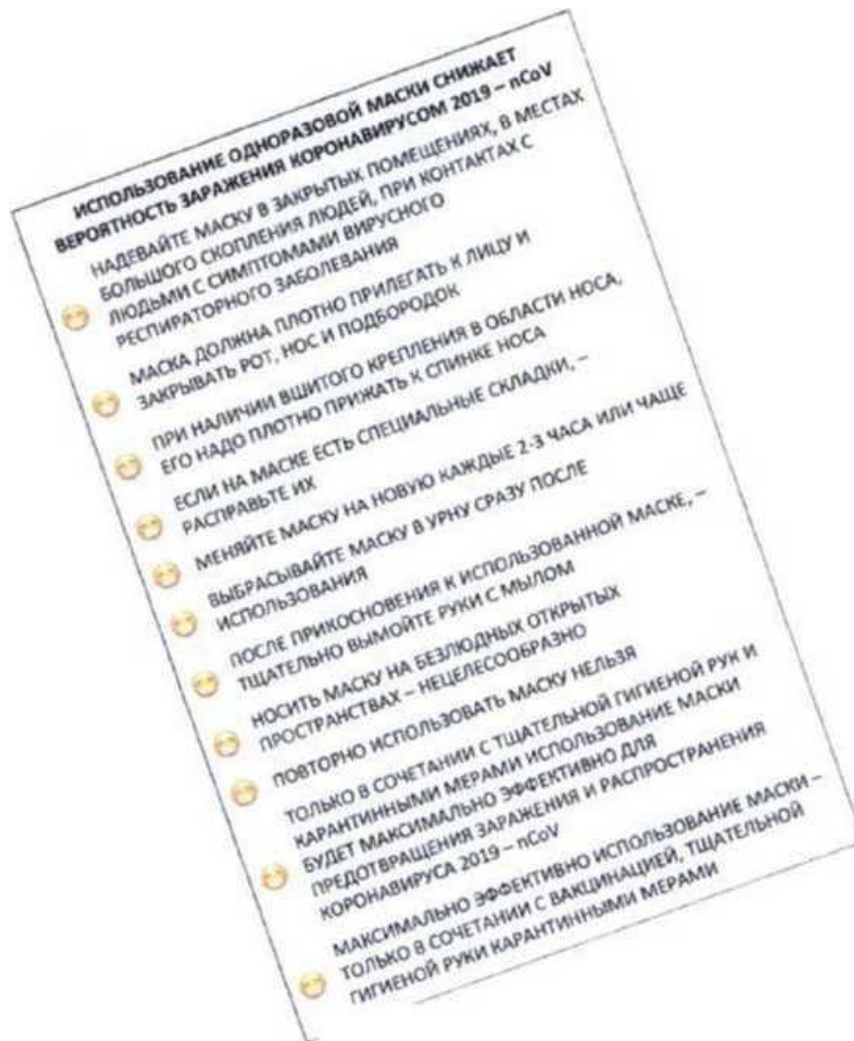 ИСПОЛЬЗОВАНИЕ ОДНОРАЗОВОЙ МАСКИ СНИЖАЕТ
ВЕРОЯТНОСТЬ ЗАРАЖЕНИЯ КОРОНАВИРУСОМ 2019 – nCoV
НАДЕВАЙТЕ МАСКУ В ЗАКРЫТЫХ ПОМЕЩЕНИЯХ, В МЕСТАХ
БОЛЬШОГО СКОПЛЕНИЯ ЛЮДЕЙ, ПРИ КОНТАКТАХ С
ЛЮДЬМИ С СИМПТОМАМИ ВИРУСНОГО
РЕСПИРАТОРНОГО ЗАБОЛЕВАНИЯ
МАСКА ДОЛЖНА ПЛОТНО ПРИЛЕГАТЬ К ЛИЦУ И
ЗАКРЫВАТЬ РОТ, НОС И ПОДБОРОДОК
ПРИ НАЛИЧИИ ВШИТОГО КРЕПЛЕНИЯ В ОБЛАСТИ НОСА,
ЕГО НАДО ПЛОТНО ПРИЖАТЬ К СПИНКЕ НОСА
ЕСЛИ НА МАСКЕ ЕСТЬ СПЕЦИАЛЬНЫЕ СКЛАДКИ, –
РАСПРАВЬТЕ ИХ
МЕНЯЙТЕ МАСКУ НА НОВУЮ КАЖДЫЕ 2-3 ЧАСА ИЛИ ЧАЩЕ
ВЫБРАСЫВАЙТЕ МАСКУ В УРНУ СРАЗУ ПОСЛЕ
ИСПОЛЬЗОВАНИЯ
ПОСЛЕ ПРИКОСНОВЕНИЯ К ИСПОЛЬЗОВАННОЙ МАСКЕ, –
ТЩАТЕЛЬНО ВЫМОЙТЕ РУКИ С МЫЛОМ
НОСИТЬ МАСКУ НА БЕЗЛЮДНЫХ ОТКРЫТЫХ
ПРОСТРАНСТВАХ – НЕЦЕЛЕСООБРАЗНО
ПОВТОРНО ИСПОЛЬЗОВАТЬ МАСКУ НЕЛЬЗЯ
ТОЛЬКО В СОЧЕТАНИИ С ТЩАТЕЛЬНОЙ ГИГИЕНОЙ РУК И
КАРАНТИННЫМИ МЕРАМИ ИСПОЛЬЗОВАНИЕ МАСКИ
БУДЕТ МАКСИМАЛЬНО ЭФФЕКТИВНО ДЛЯ
ПРЕДОТВРАЩЕНИЯ ЗАРАЖЕНИЯ И РАСПРОСТРАНЕНИЯ
КОРОНАВИРУСА 2019 – nCoV
МАКСИМАЛЬНО ЭФФЕКТИВНО ИСПОЛЬЗОВАНИЕ МАСКИ –
ТОЛЬКО В СОЧЕТАНИИ С ВАКЦИНАЦИЕЙ, ТЩАТЕЛЬНОЙ
ГИГИЕНОЙ РУКИ КАРАНТИННЫМИ МЕРАМИ